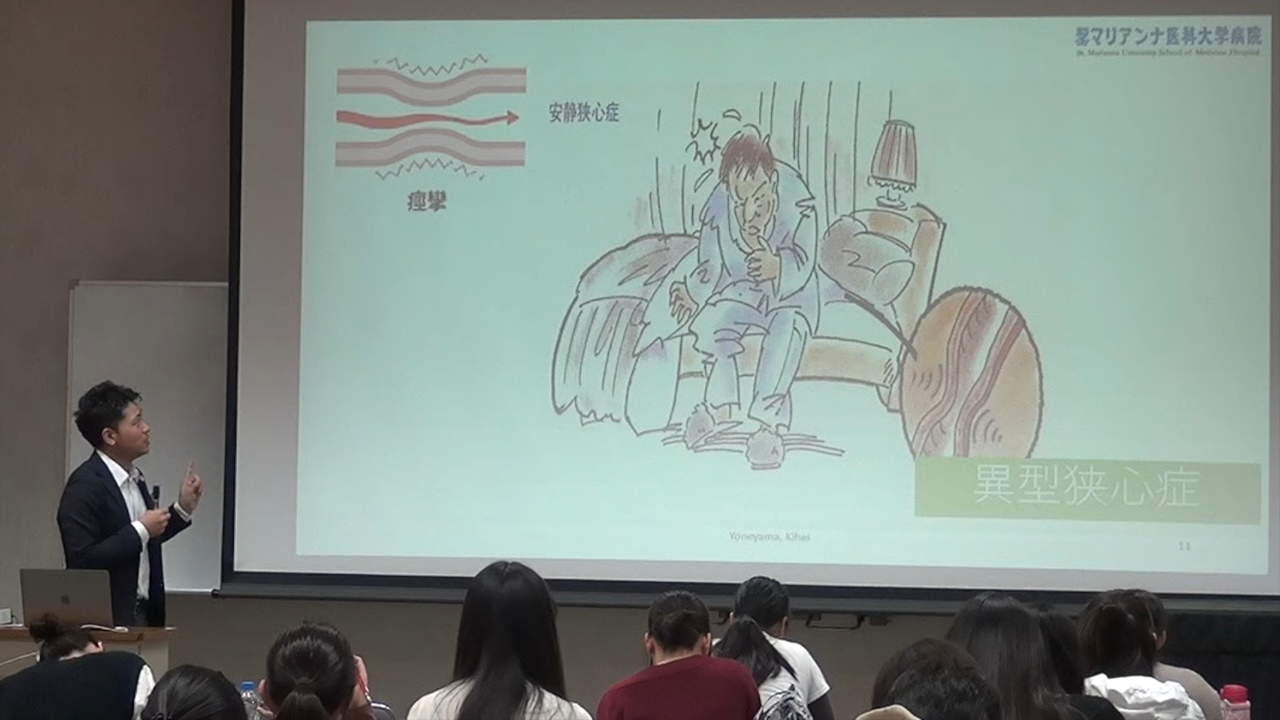 聖マリアンナ医科大学病院
St. Marianna University School of Medicine Hospital
安静狭心症
痙攣
異型狭心症
Yoneyama, Kihei
11